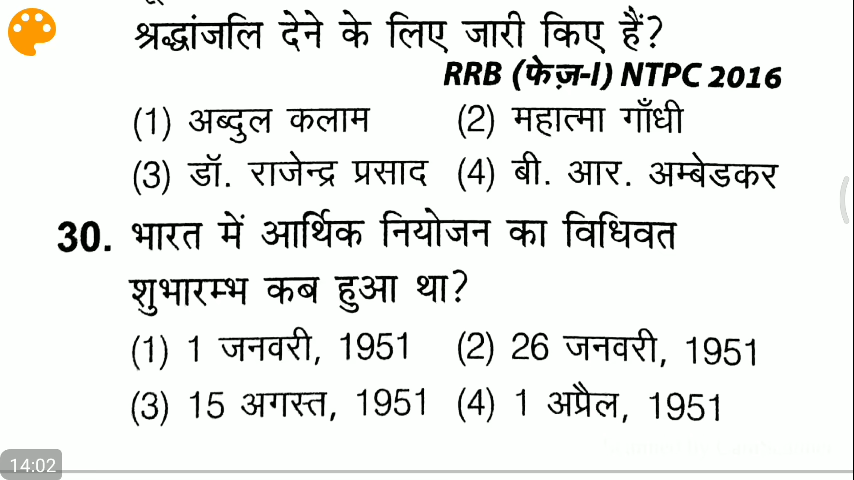 श्रद्धांजलि देने के लिए जारी किए हैं?
RRB (फेज़-I) NTPC 2016
(1) अब्दुल कलाम (2) महात्मा गाँधी
(3) डॉ. राजेन्द्र प्रसाद (4) बी. आर. अम्बेडकर
30. भारत में आर्थिक नियोजन का विधिवत
शुभारम्भ कब हुआ था?
(1) 1 जनवरी, 1951 (2) 26 जनवरी, 1951
(3) 15 अगस्त, 1951 (4) 1 अप्रैल, 1951
14:02